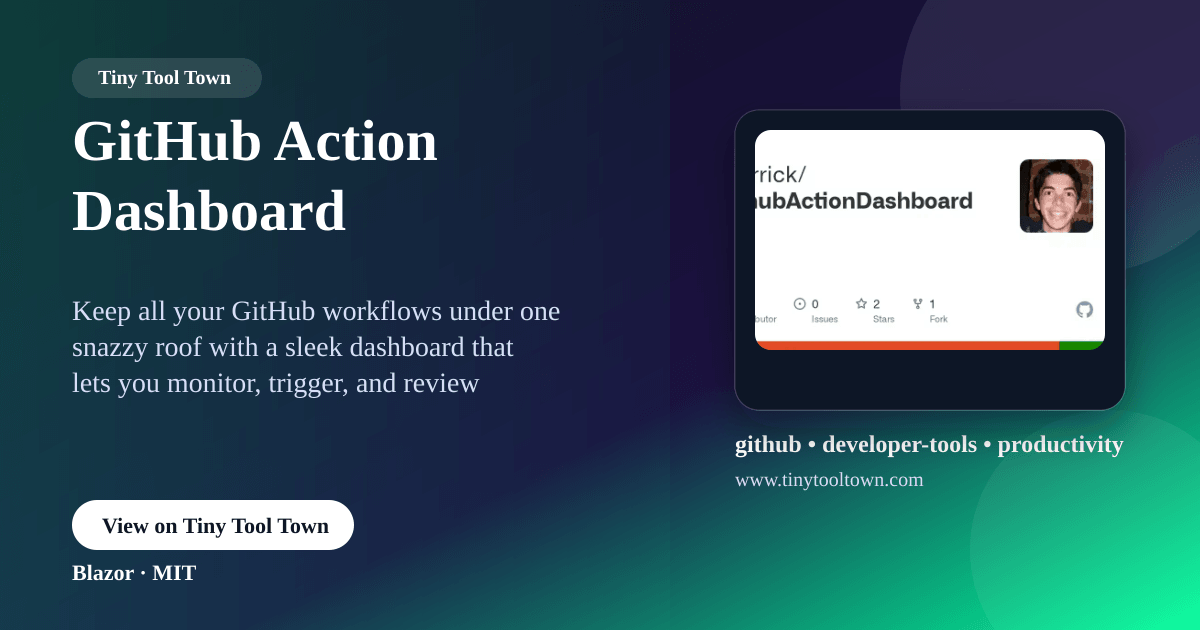 Tiny Tool Town
GitHub Action
Dashboard
Keep all your GitHub workflows under one
snazzy roof with a sleek dashboard that
lets you monitor, trigger, and review
View on Tiny Tool Town
Blazor · MIT
rrick/
hubActionDashboard
0
2
1
butor
Issues
Stars
Fork
github • developer-tools • productivity
www.tinytooltown.com